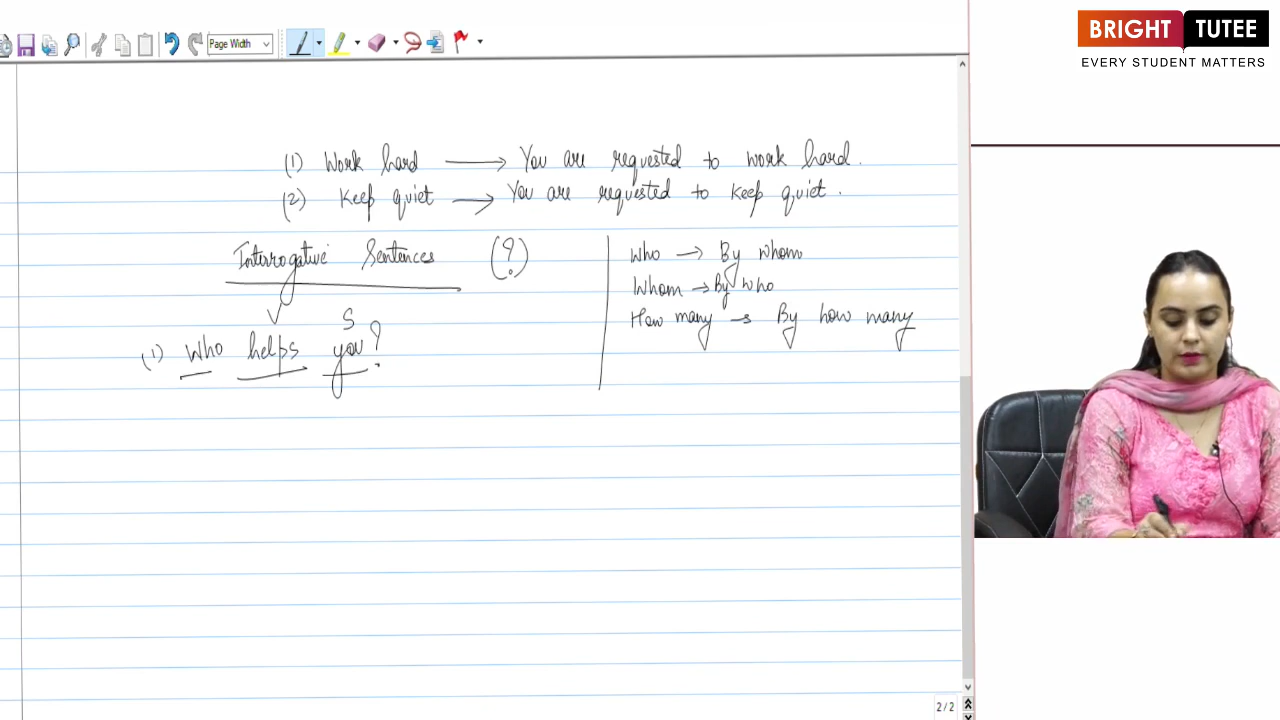 Page Width
BRIGHT TUTEE
EVERY STUDENT MATTERS
(1) Work hard → You are requested to work hard.
(2) Keep quiet → You are requested to keep quiet.
Interrogative Sentences (?)
S
(1) Who helps you?
Who → By whom
Whom → By who
How many → By how many
2/2